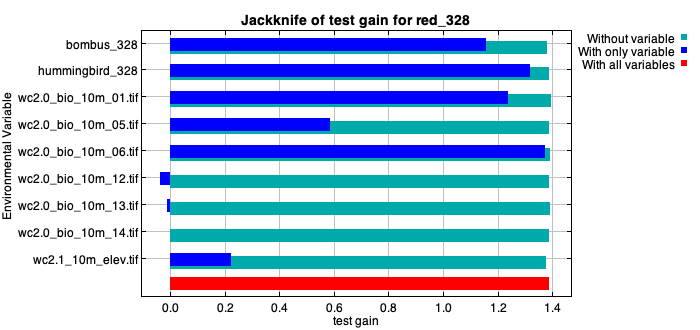 Jackknife of test gain for red_328
Without variable
With only variable
With all variables
Environmental Variable
bombus_328
hummingbird_328
wc2.0_bio_10m_01.tif
wc2.0_bio_10m_05.tif
wc2.0_bio_10m_06.tif
wc2.0_bio_10m_12.tif
wc2.0_bio_10m_13.tif
wc2.0_bio_10m_14.tif
wc2.1_10m_elev.tif
0.0 0.2 0.4 0.6 0.8 1.0 1.2 1.4
test gain